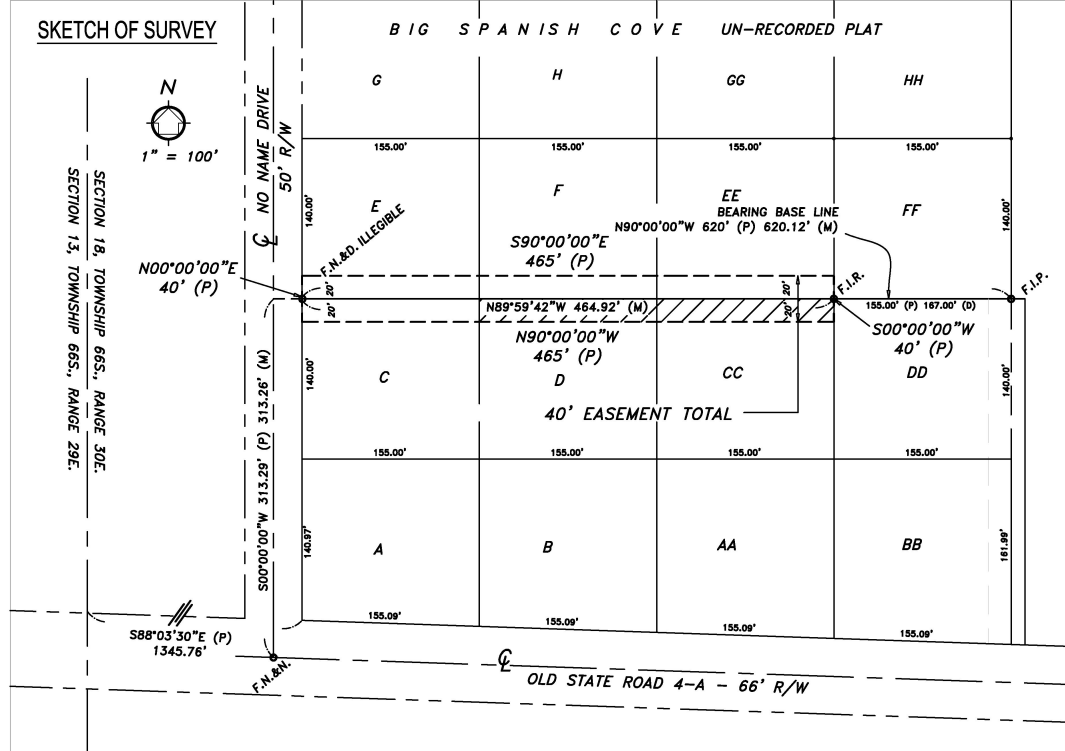 SKETCH OF SURVEY
BIG SPANISH COVE UN-RECORDED PLAT
N
1" = 100'
SECTION 18, TOWNSHIP 66S., RANGE 30E.
SECTION 13, TOWNSHIP 66S., RANGE 29E.
℄ NO NAME DRIVE
50' R/W
G
H
GG
HH
155.00'
155.00'
155.00'
155.00'
140.00'
E
F
EE
FF
140.00'
BEARING BASE LINE
N90°00'00"W 620' (P) 620.12' (M)
F.N.&D. ILLEGIBLE
S90°00'00"E
465' (P)
N00°00'00"E
40' (P)
20'
20'
20'
20'
F.I.R.
F.I.P.
N89°59'42"W 464.92' (M)
155.00' (P) 167.00' (D)
N90°00'00"W
465' (P)
S00°00'00"W
40' (P)
140.00'
C
D
CC
DD
140.00'
40' EASEMENT TOTAL
S00°00'00"W 313.29' (P) 313.26' (M)
155.00'
155.00'
155.00'
155.00'
140.97'
A
B
AA
BB
161.99'
155.09'
155.09'
155.09'
155.09'
S88°03'30"E (P)
1345.76'
F.N.&N.
℄
OLD STATE ROAD 4-A - 66' R/W